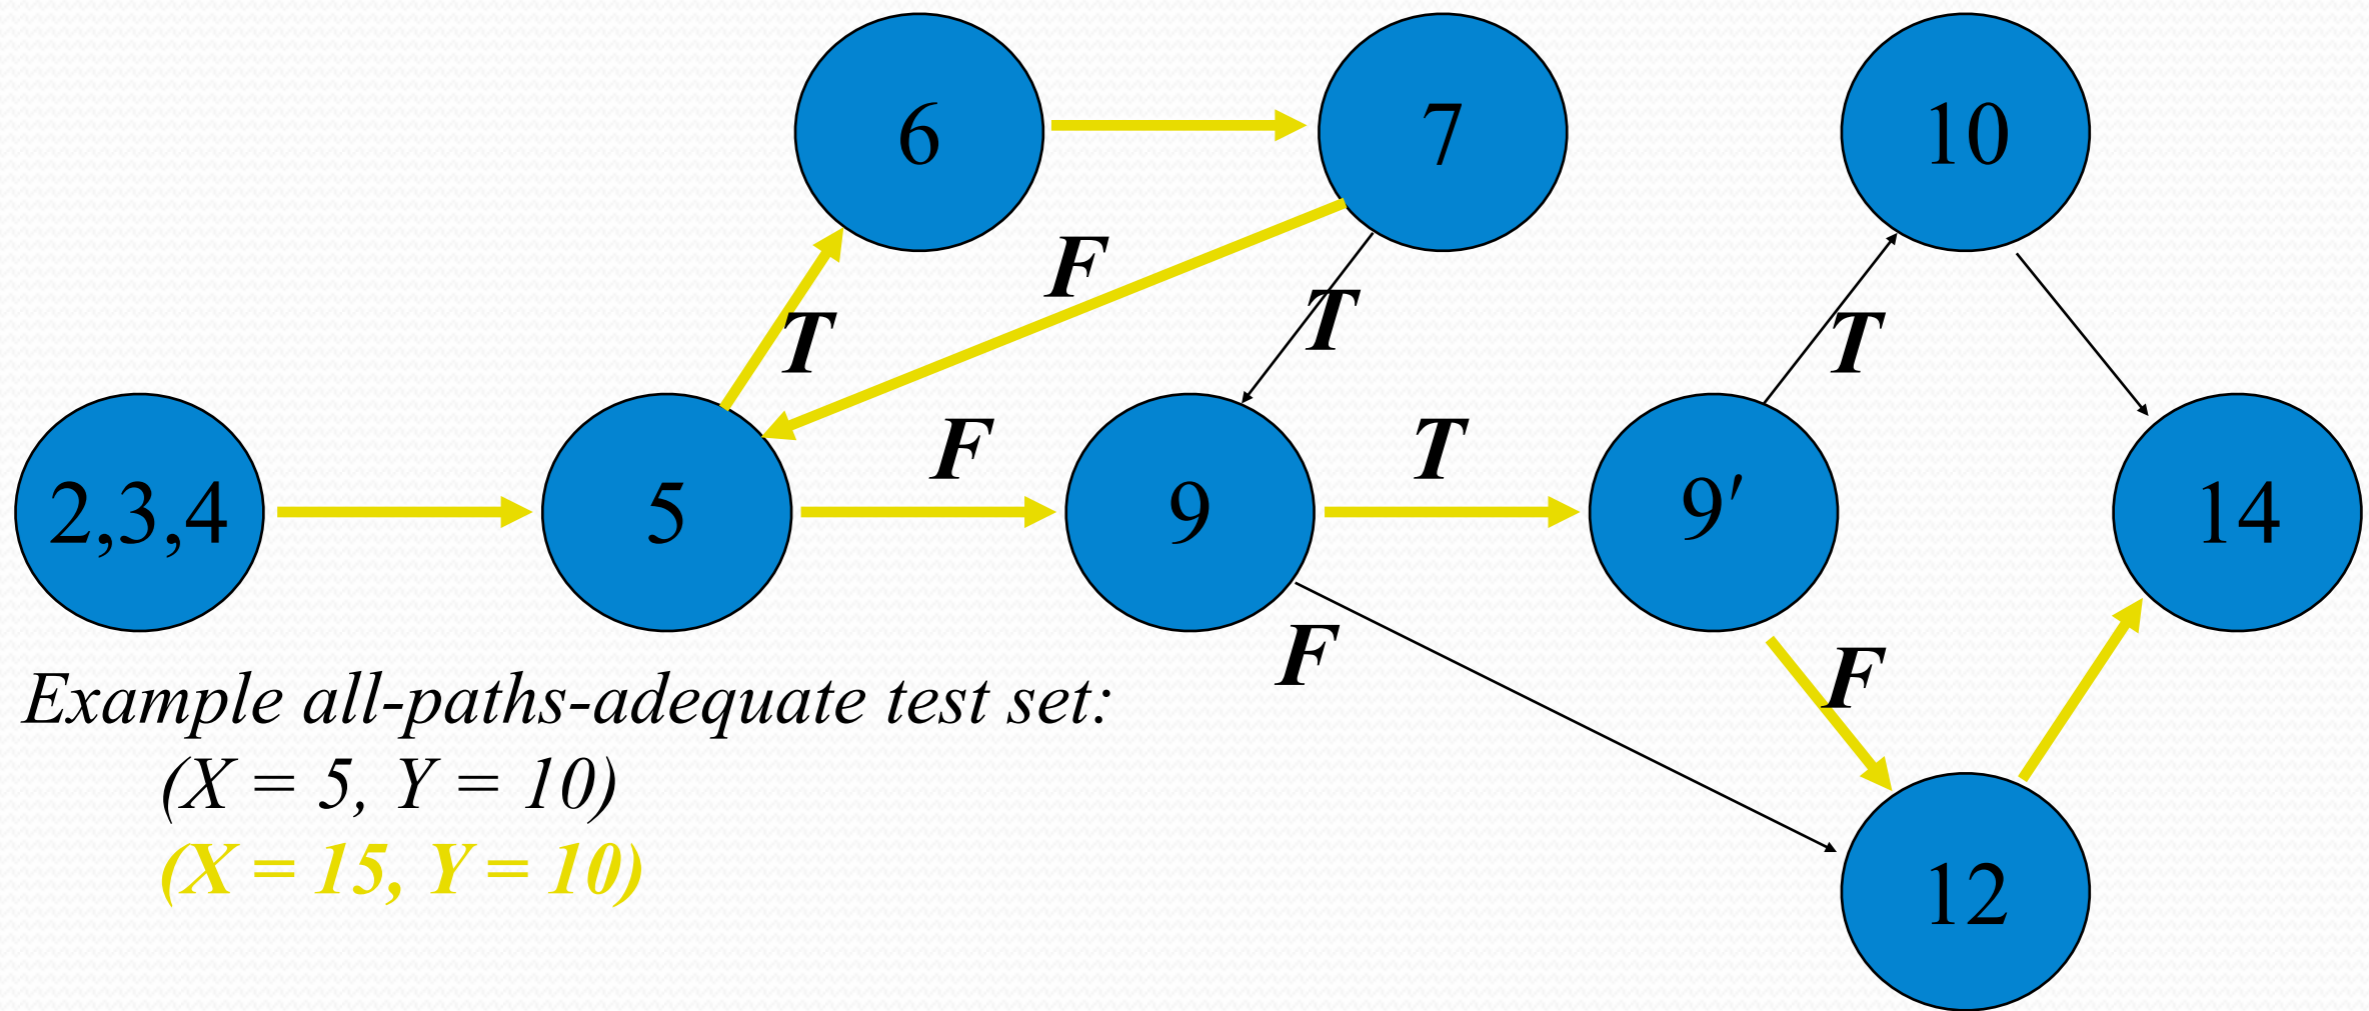 6
7
10
F
T
T
T
F
T
2,3,4
5
9
9′
14
F
F
Example all-paths-adequate test set:
(X = 5, Y = 10)
(X = 15, Y = 10)
12